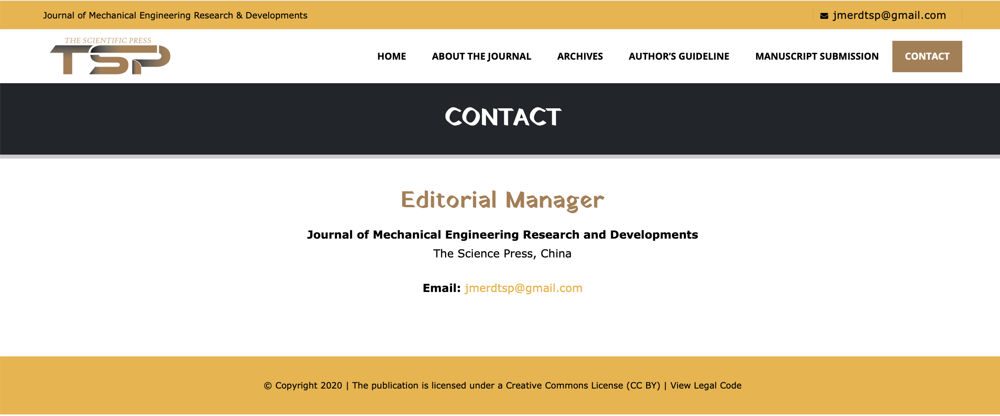 Journal of Mechanical Engineering Research & Developments
jmerdtsp@gmail.com
THE SCIENTIFIC PRESS
TSP
HOME ABOUT THE JOURNAL ARCHIVES AUTHOR’S GUIDELINE MANUSCRIPT SUBMISSION CONTACT
CONTACT
Editorial Manager
Journal of Mechanical Engineering Research and Developments
The Science Press, China
Email: jmerdtsp@gmail.com
© Copyright 2020 | The publication is licensed under a Creative Commons License (CC BY) | View Legal Code